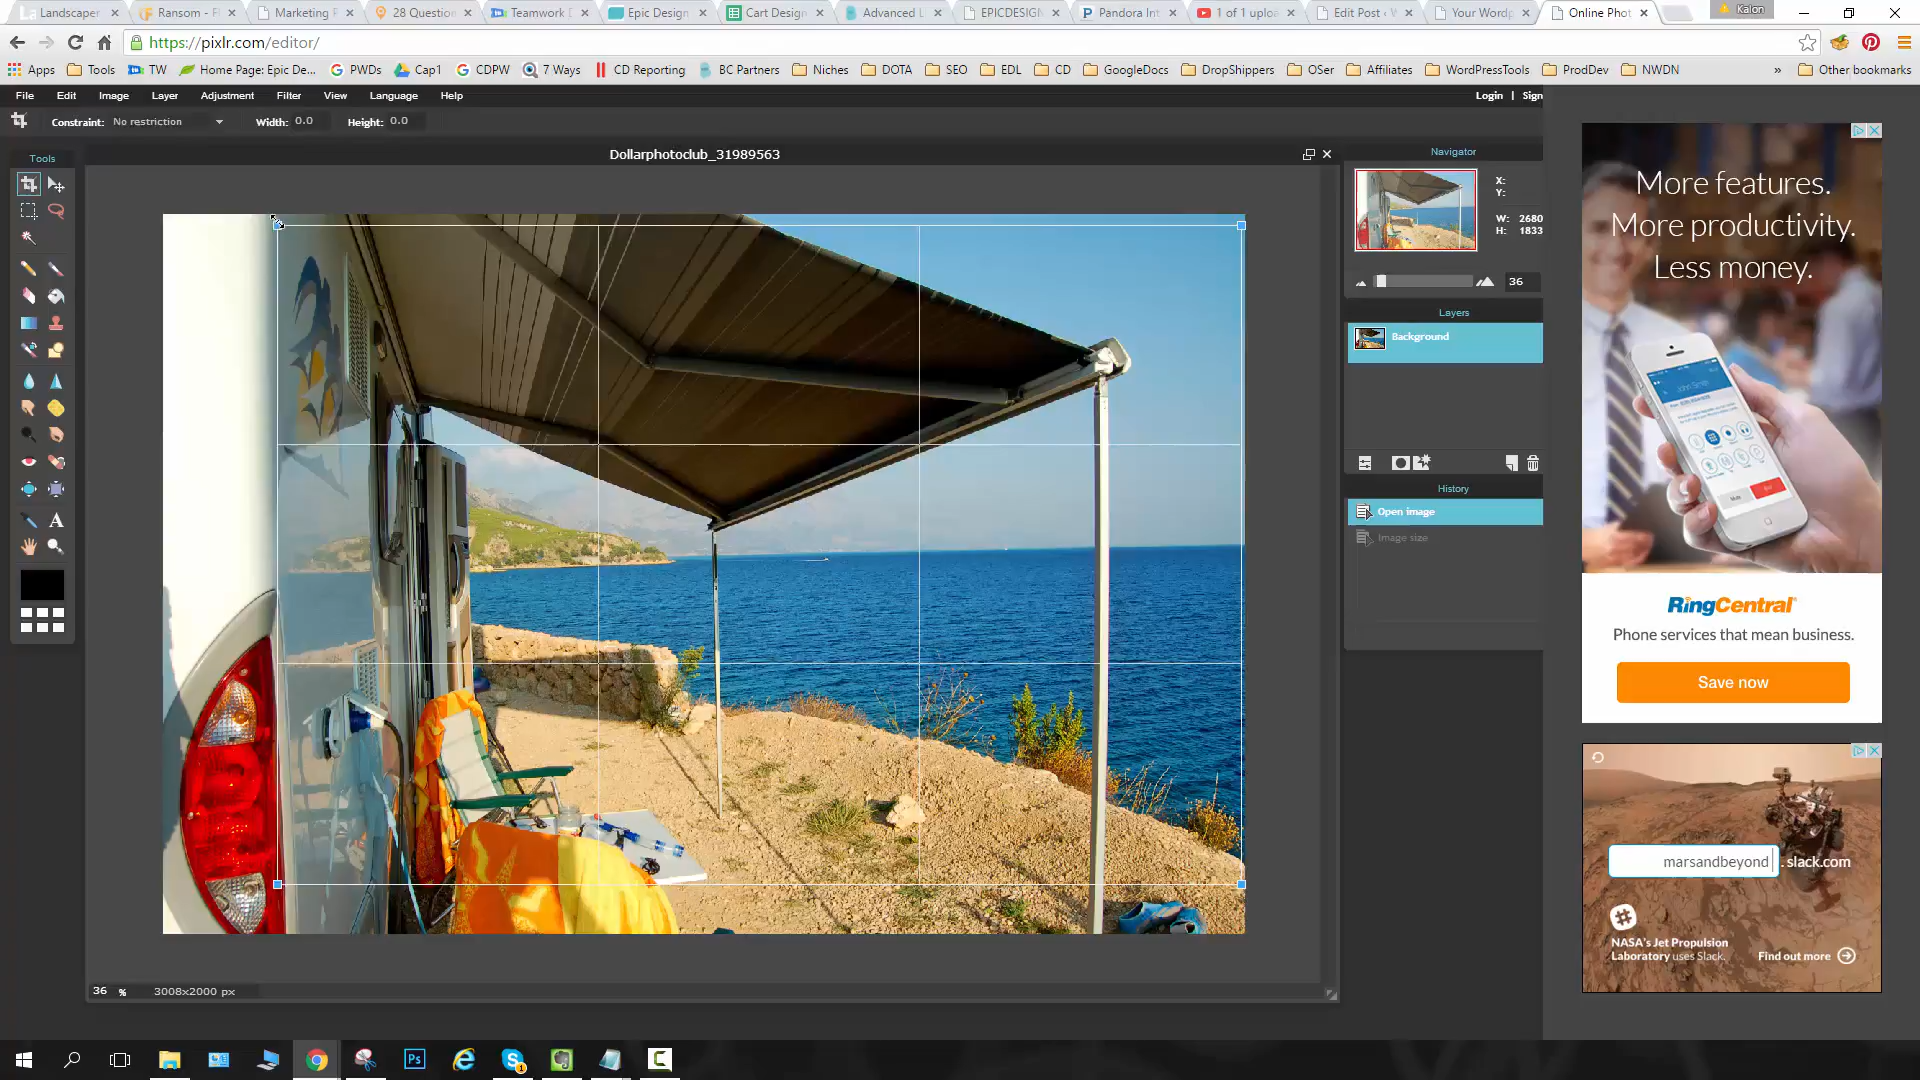 Landscaper
Ransom - F
Marketing F
28 Question
Teamwork D
Epic Design
Cart Design
Advanced L
EPICDESIGN
Pandora Int
1 of 1 uploa
Edit Post ‹ W
Your Wordp
Online Phot
Kalon
https://pixlr.com/editor/
Apps
Tools
TW
Home Page: Epic De...
PWDs
Cap1
CDPW
7 Ways
CD Reporting
BC Partners
Niches
DOTA
SEO
EDL
CD
GoogleDocs
DropShippers
OSer
Affiliates
WordPressTools
ProdDev
NWDN
»
Other bookmarks
File Edit Image Layer Adjustment Filter View Language Help
Login | Sign
Constraint: No restriction Width: 0.0 Height: 0.0
Tools
Dollarphotoclub_31989563
Navigator
X:
Y:
W: 2680
H: 1833
36
Layers
Background
History
Open image
Image size
36 % 3008x2000 px
More features.
More productivity.
Less money.
RingCentral
Phone services that mean business.
Save now
marsandbeyond .slack.com
NASA's Jet Propulsion
Laboratory uses Slack.
Find out more